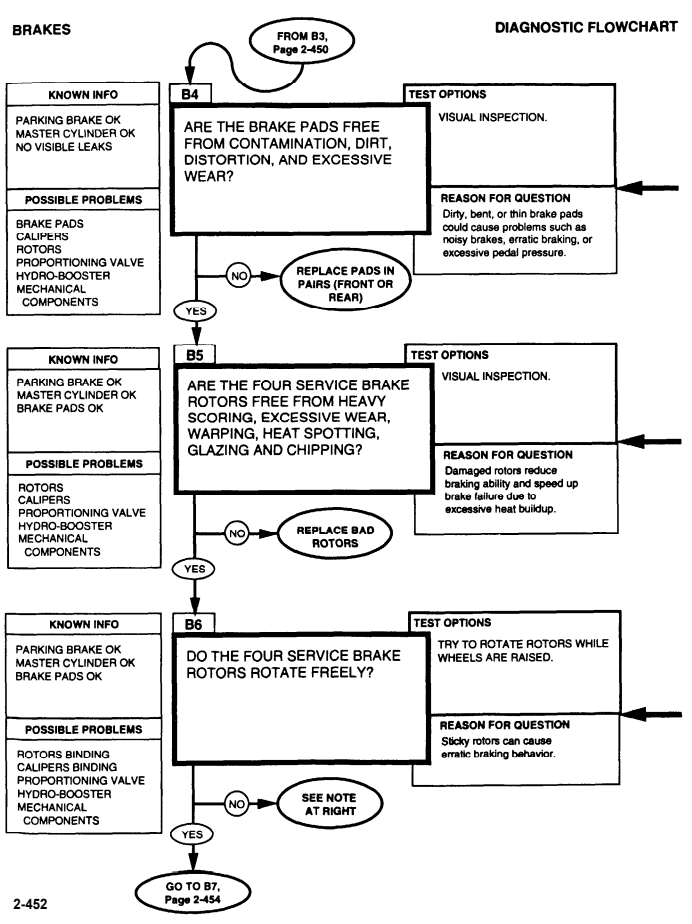 BRAKES
DIAGNOSTIC FLOWCHART
FROM B3,
Page 2-450
KNOWN INFO
PARKING BRAKE OK
MASTER CYLINDER OK
NO VISIBLE LEAKS
POSSIBLE PROBLEMS
BRAKE PADS
CALIPERS
ROTORS
PROPORTIONING VALVE
HYDRO-BOOSTER
MECHANICAL
COMPONENTS
B4
ARE THE BRAKE PADS FREE
FROM CONTAMINATION, DIRT,
DISTORTION, AND EXCESSIVE
WEAR?
TEST OPTIONS
VISUAL INSPECTION.
REASON FOR QUESTION
Dirty, bent, or thin brake pads
could cause problems such as
noisy brakes, erratic braking, or
excessive pedal pressure.
NO
REPLACE PADS IN
PAIRS (FRONT OR
REAR)
YES
KNOWN INFO
PARKING BRAKE OK
MASTER CYLINDER OK
BRAKE PADS OK
POSSIBLE PROBLEMS
ROTORS
CALIPERS
PROPORTIONING VALVE
HYDRO-BOOSTER
MECHANICAL
COMPONENTS
B5
ARE THE FOUR SERVICE BRAKE
ROTORS FREE FROM HEAVY
SCORING, EXCESSIVE WEAR,
WARPING, HEAT SPOTTING,
GLAZING AND CHIPPING?
TEST OPTIONS
VISUAL INSPECTION.
REASON FOR QUESTION
Damaged rotors reduce
braking ability and speed up
brake failure due to
excessive heat buildup.
NO
REPLACE BAD
ROTORS
YES
KNOWN INFO
PARKING BRAKE OK
MASTER CYLINDER OK
BRAKE PADS OK
POSSIBLE PROBLEMS
ROTORS BINDING
CALIPERS BINDING
PROPORTIONING VALVE
HYDRO-BOOSTER
MECHANICAL
COMPONENTS
B6
DO THE FOUR SERVICE BRAKE
ROTORS ROTATE FREELY?
TEST OPTIONS
TRY TO ROTATE ROTORS WHILE
WHEELS ARE RAISED.
REASON FOR QUESTION
Sticky rotors can cause
erratic braking behavior.
NO
SEE NOTE
AT RIGHT
YES
GO TO B7,
Page 2-454
2-452